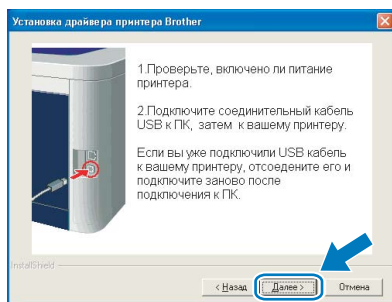 Установка драйвера принтера Brother
1.Проверьте, включено ли питание
принтера.
2.Подключите соединительный кабель
USB к ПК, затем к вашему принтеру.
Если вы уже подключили USB кабель
к вашему принтеру, отсоедените его и
подключите заново после
подключения к ПК.
InstallShield
< Назад
Далее >
Отмена